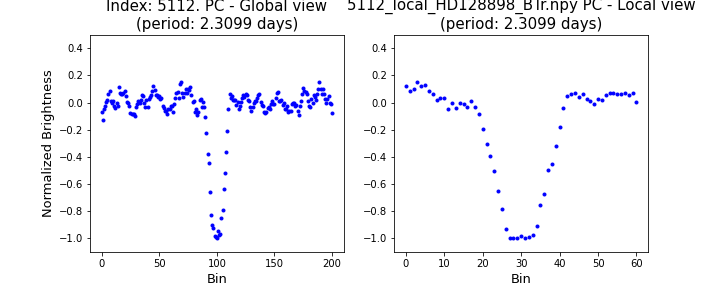 Index: 5112. PC - Global view
(period: 2.3099 days)
5112_local_HD128898_BTr.npy PC - Local view
(period: 2.3099 days)
Normalized Brightness
0.4
0.2
0.0
−0.2
−0.4
−0.6
−0.8
−1.0
0 50 100 150 200
Bin
0.4
0.2
0.0
−0.2
−0.4
−0.6
−0.8
−1.0
0 10 20 30 40 50 60
Bin